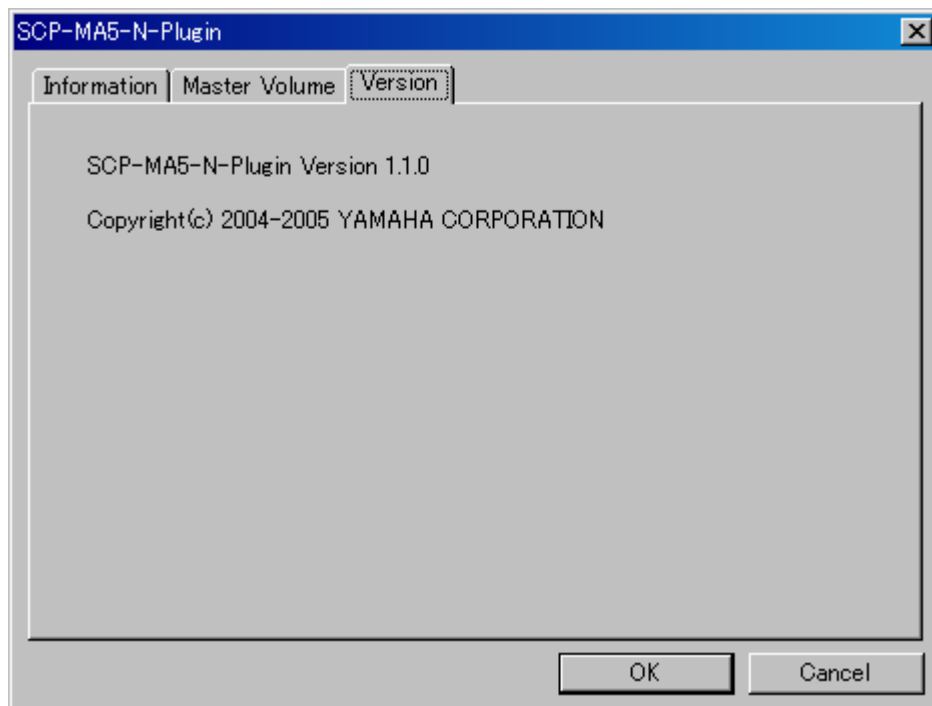 SCP-MA5-N-Plugin
Information Master Volume Version
SCP-MA5-N-Plugin Version 1.1.0
Copyright(c) 2004-2005 YAMAHA CORPORATION
OK Cancel